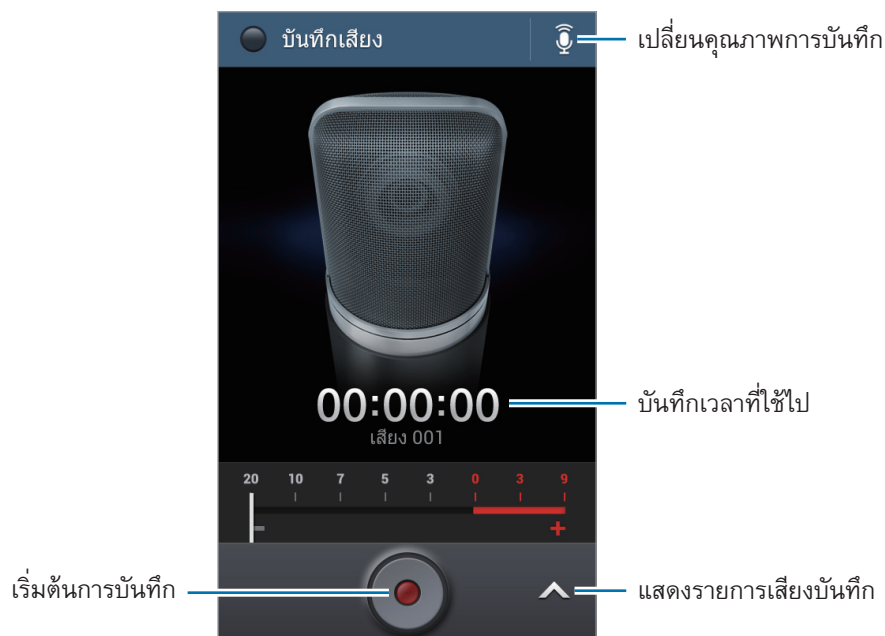 บันทึกเสียง
เปลี่ยนคุณภาพการบันทึก
00:00:00
บันทึกเวลาที่ใช้ไป
เสียง 001
20 10 7 5 3 0 3 9
- +
เริ่มต้นการบันทึก
แสดงรายการเสียงบันทึก